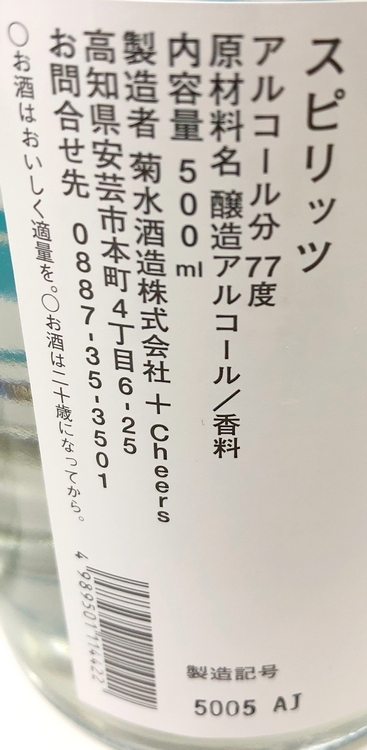 スピリッツ
アルコール分 77度
原材料名 醸造アルコール/香料
内容量 500ml
製造者 菊水酒造株式会社 + Cheers
高知県安芸市本町4丁目6-25
お問合せ先 0887-35-3501
○お酒はおいしく適量を。○お酒は二十歳になってから。
4 989501 114422
製造記号
5005 AJ